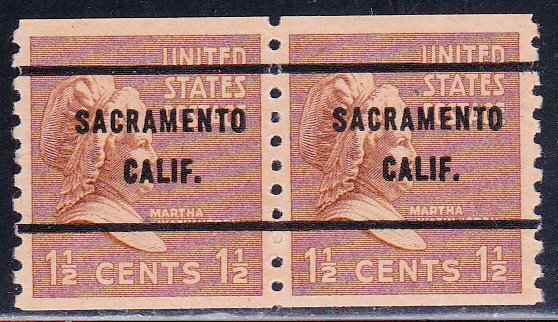 UNITED
STATES
SACRAMENTO
CALIF.
MARTHA
1½ CENTS 1½
UNITED
STATES
SACRAMENTO
CALIF.
MARTHA
1½ CENTS 1½